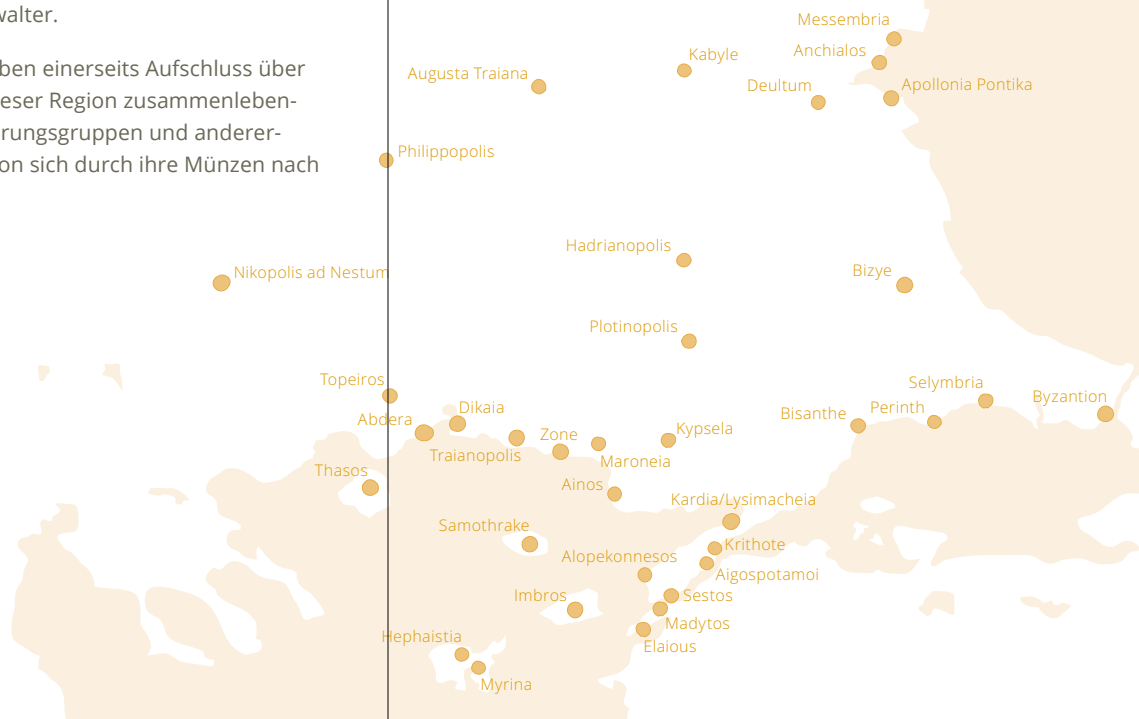 walter.
ben einerseits Aufschluss über
eser Region zusammenleben-
rungsgruppen und anderer-
on sich durch ihre Münzen nach
Messembria
Anchialos
Kabyle
Augusta Traiana
Deultum
Apollonia Pontika
Philippopolis
Hadrianopolis
Nikopolis ad Nestum
Bizye
Plotinopolis
Topeiros
Selymbria
Byzantion
Abdera
Dikaia
Bisanthe
Perinth
Zone
Kypsela
Traianopolis
Maroneia
Thasos
Ainos
Kardia/Lysimacheia
Samothrake
Krithote
Alopekonnesos
Aigospotamoi
Imbros
Sestos
Madytos
Hephaistia
Elaious
Myrina